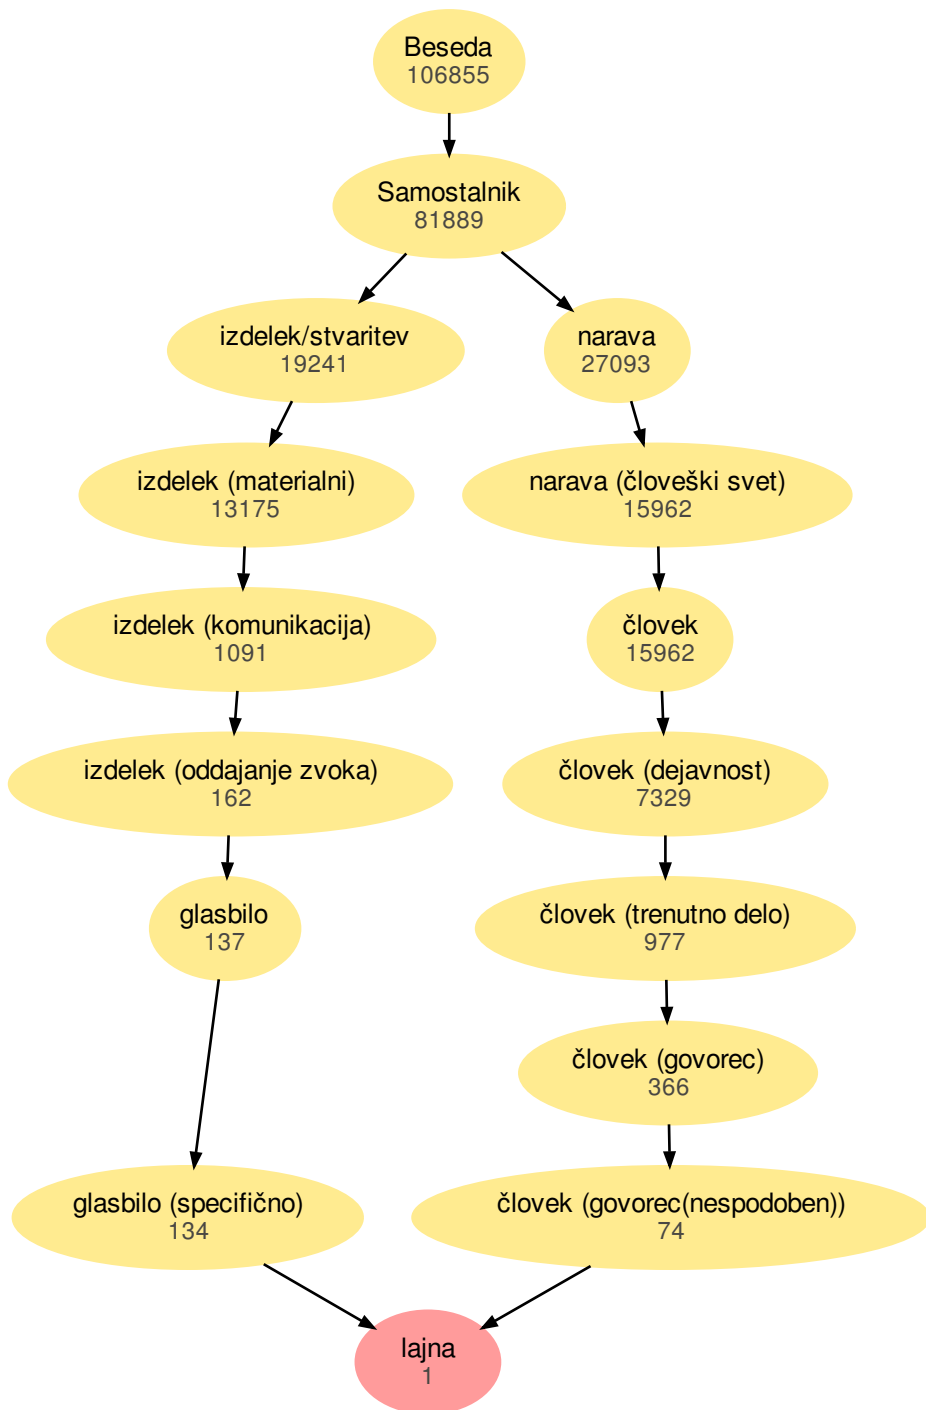 Beseda
106855
Samostalnik
81889
izdelek/stvaritev
19241
narava
27093
izdelek (materialni)
13175
narava (človeški svet)
15962
izdelek (komunikacija)
1091
človek
15962
izdelek (oddajanje zvoka)
162
človek (dejavnost)
7329
glasbilo
137
človek (trenutno delo)
977
človek (govorec)
366
glasbilo (specifično)
134
človek (govorec(nespodoben))
74
lajna
1